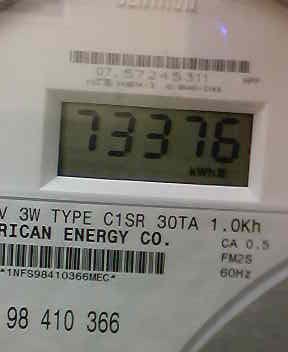 CENTRON
07.57245311
73376
kWh
V 3W TYPE C1SR 30TA 1.0Kh
RICAN ENERGY CO.
CA 0.5
FM2S
60Hz
*1NFS98410366MEC*
98 410 366